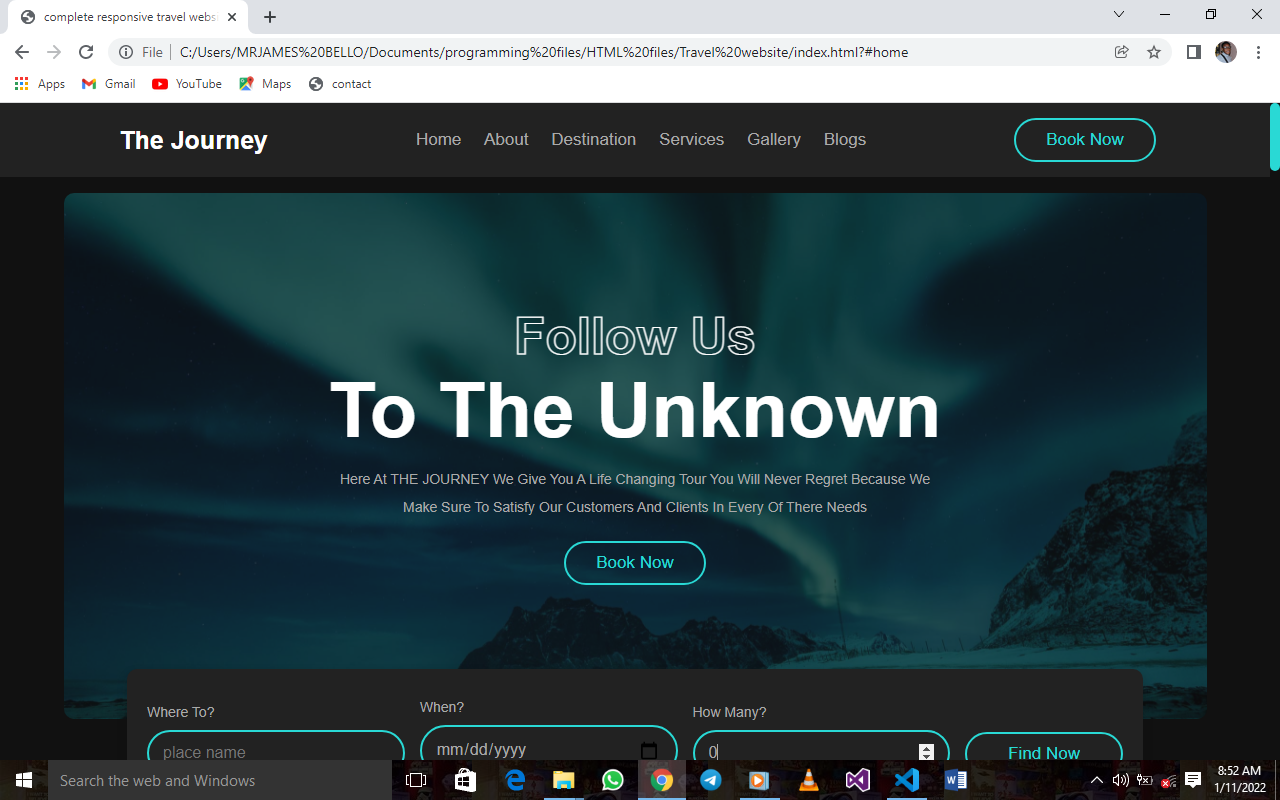 complete responsive travel webs
File
C:/Users/MRJAMES%20BELLO/Documents/programming%20files/HTML%20files/Travel%20website/index.html?#home
Apps Gmail YouTube Maps contact
The Journey Home About Destination Services Gallery Blogs Book Now
Follow Us
To The Unknown
Here At THE JOURNEY We Give You A Life Changing Tour You Will Never Regret Because We
Make Sure To Satisfy Our Customers And Clients In Every Of There Needs
Book Now
Where To? When? How Many?
place name mm/dd/yyyy 0 Find Now
Search the web and Windows
8:52 AM
1/11/2022